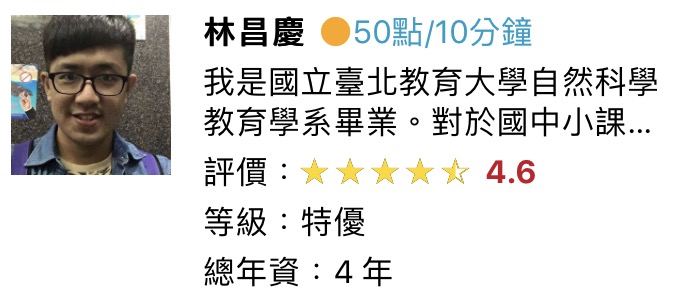 林昌慶 50點/10分鐘
我是國立臺北教育大學自然科學
教育學系畢業。對於國中小課...
評價：4.6
等級：特優
總年資：4 年